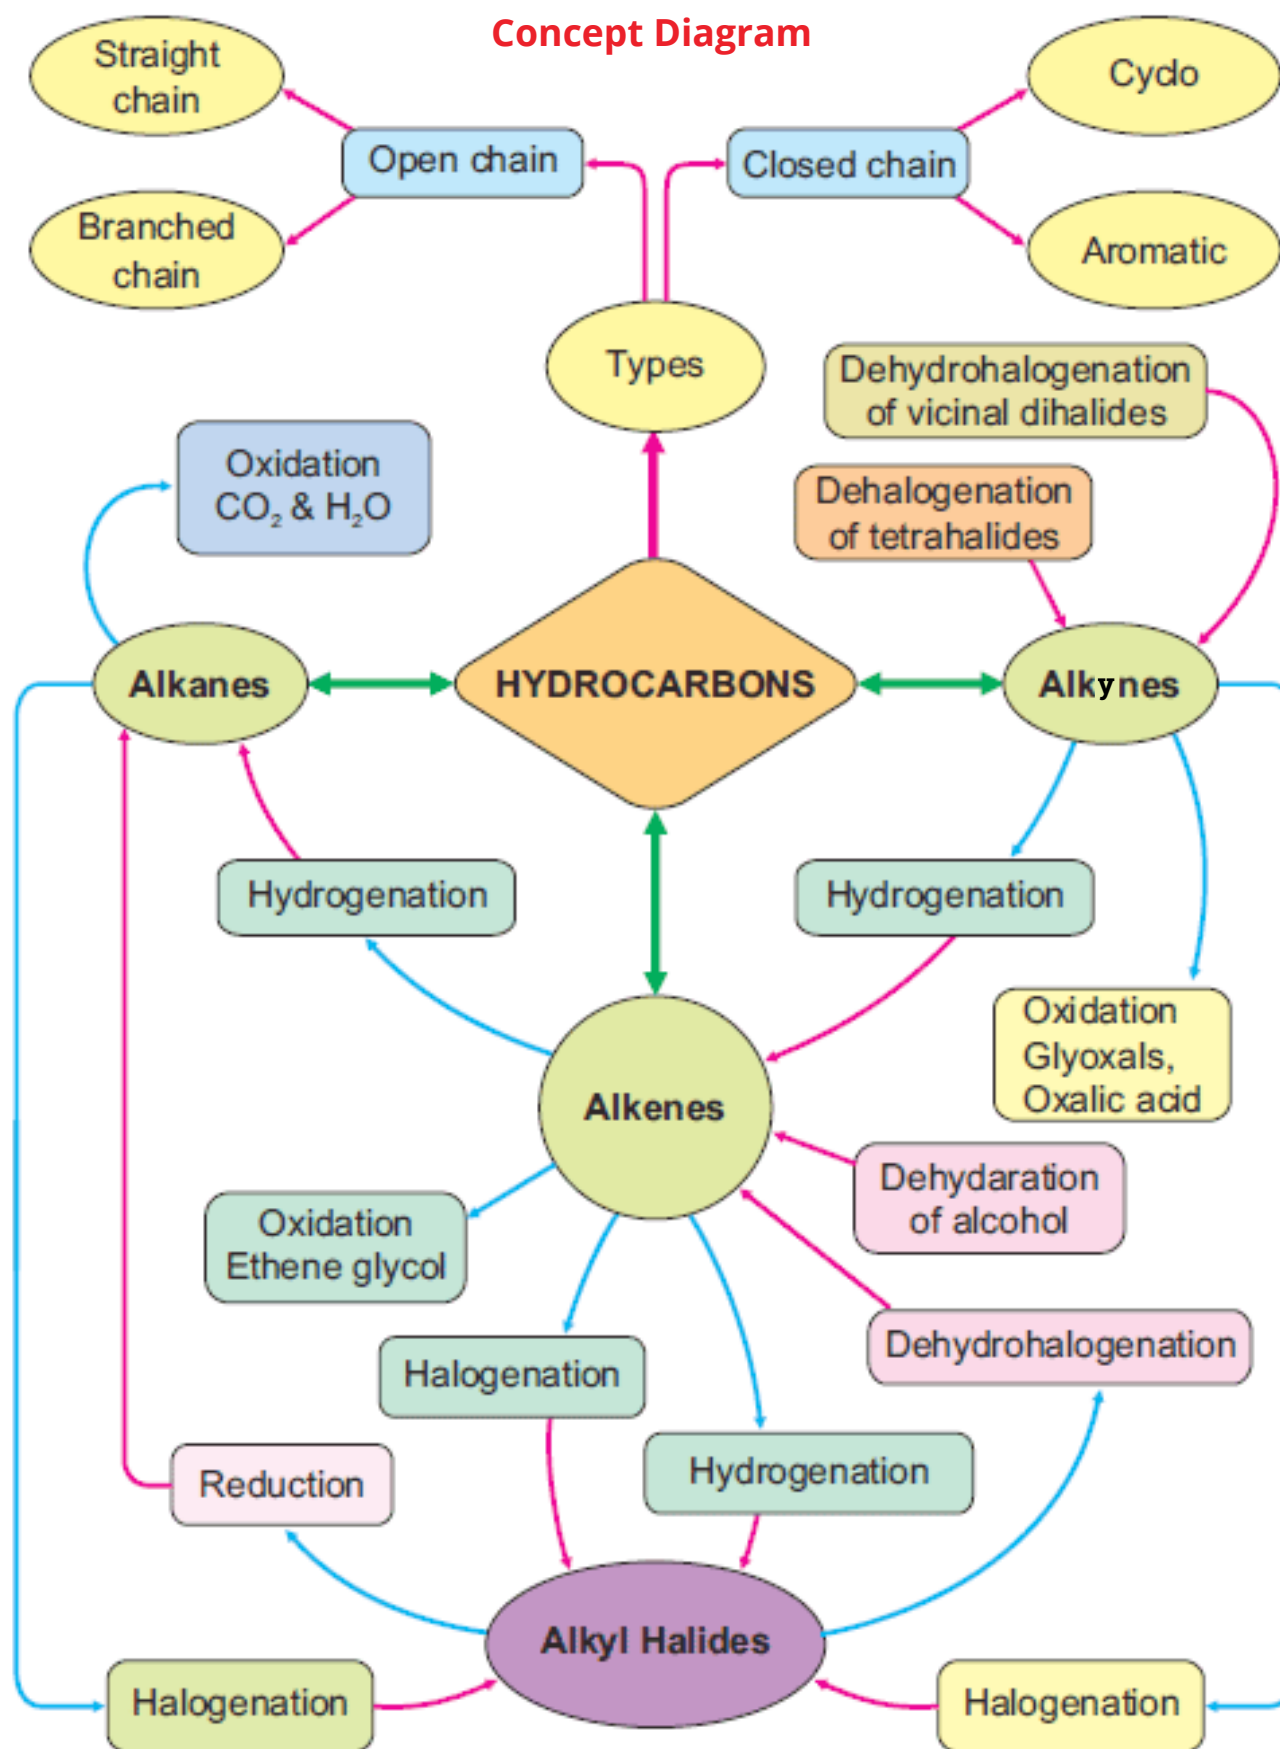 Concept Diagram
Straight
chain
Open chain
Branched
chain
Closed chain
Cyclo
Aromatic
Types
Dehydrohalogenation
of vicinal dihalides
Oxidation
CO₂ & H₂O
Dehalogenation
of tetrahalides
Alkanes
HYDROCARBONS
Alkynes
Hydrogenation
Hydrogenation
Oxidation
Glyoxals,
Oxalic acid
Alkenes
Dehydaration
of alcohol
Oxidation
Ethene glycol
Dehydrohalogenation
Halogenation
Hydrogenation
Reduction
Alkyl Halides
Halogenation
Halogenation